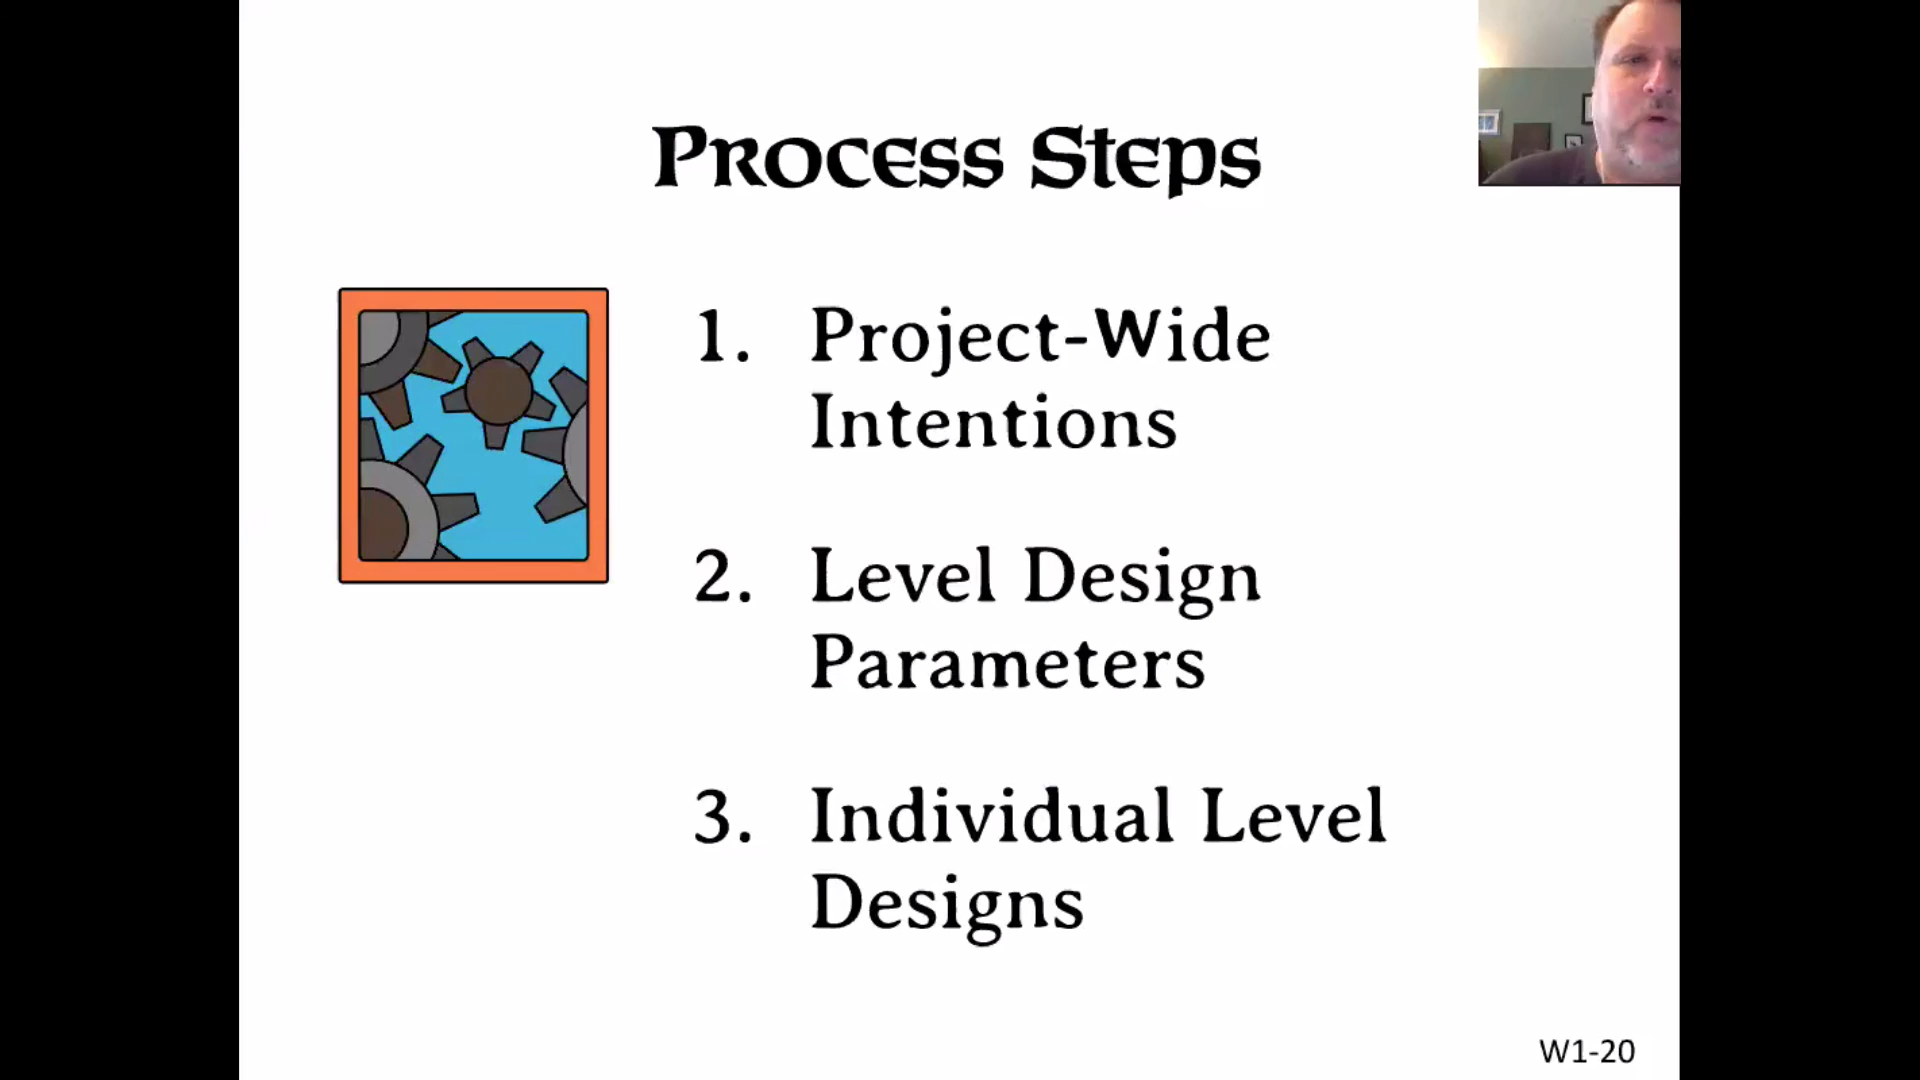 Process Steps
1. Project-Wide
Intentions
2. Level Design
Parameters
3. Individual Level
Designs
W1-20